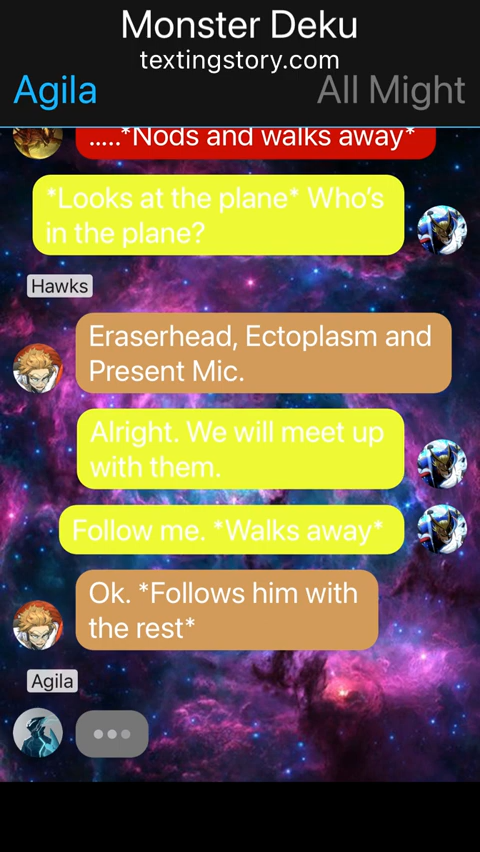 Monster Deku
textingstory.com
Agila
All Might
.....*Nods and walks away*
*Looks at the plane* Who's
in the plane?
Hawks
Eraserhead, Ectoplasm and
Present Mic.
Alright. We will meet up
with them.
Follow me. *Walks away*
Ok. *Follows him with
the rest*
Agila